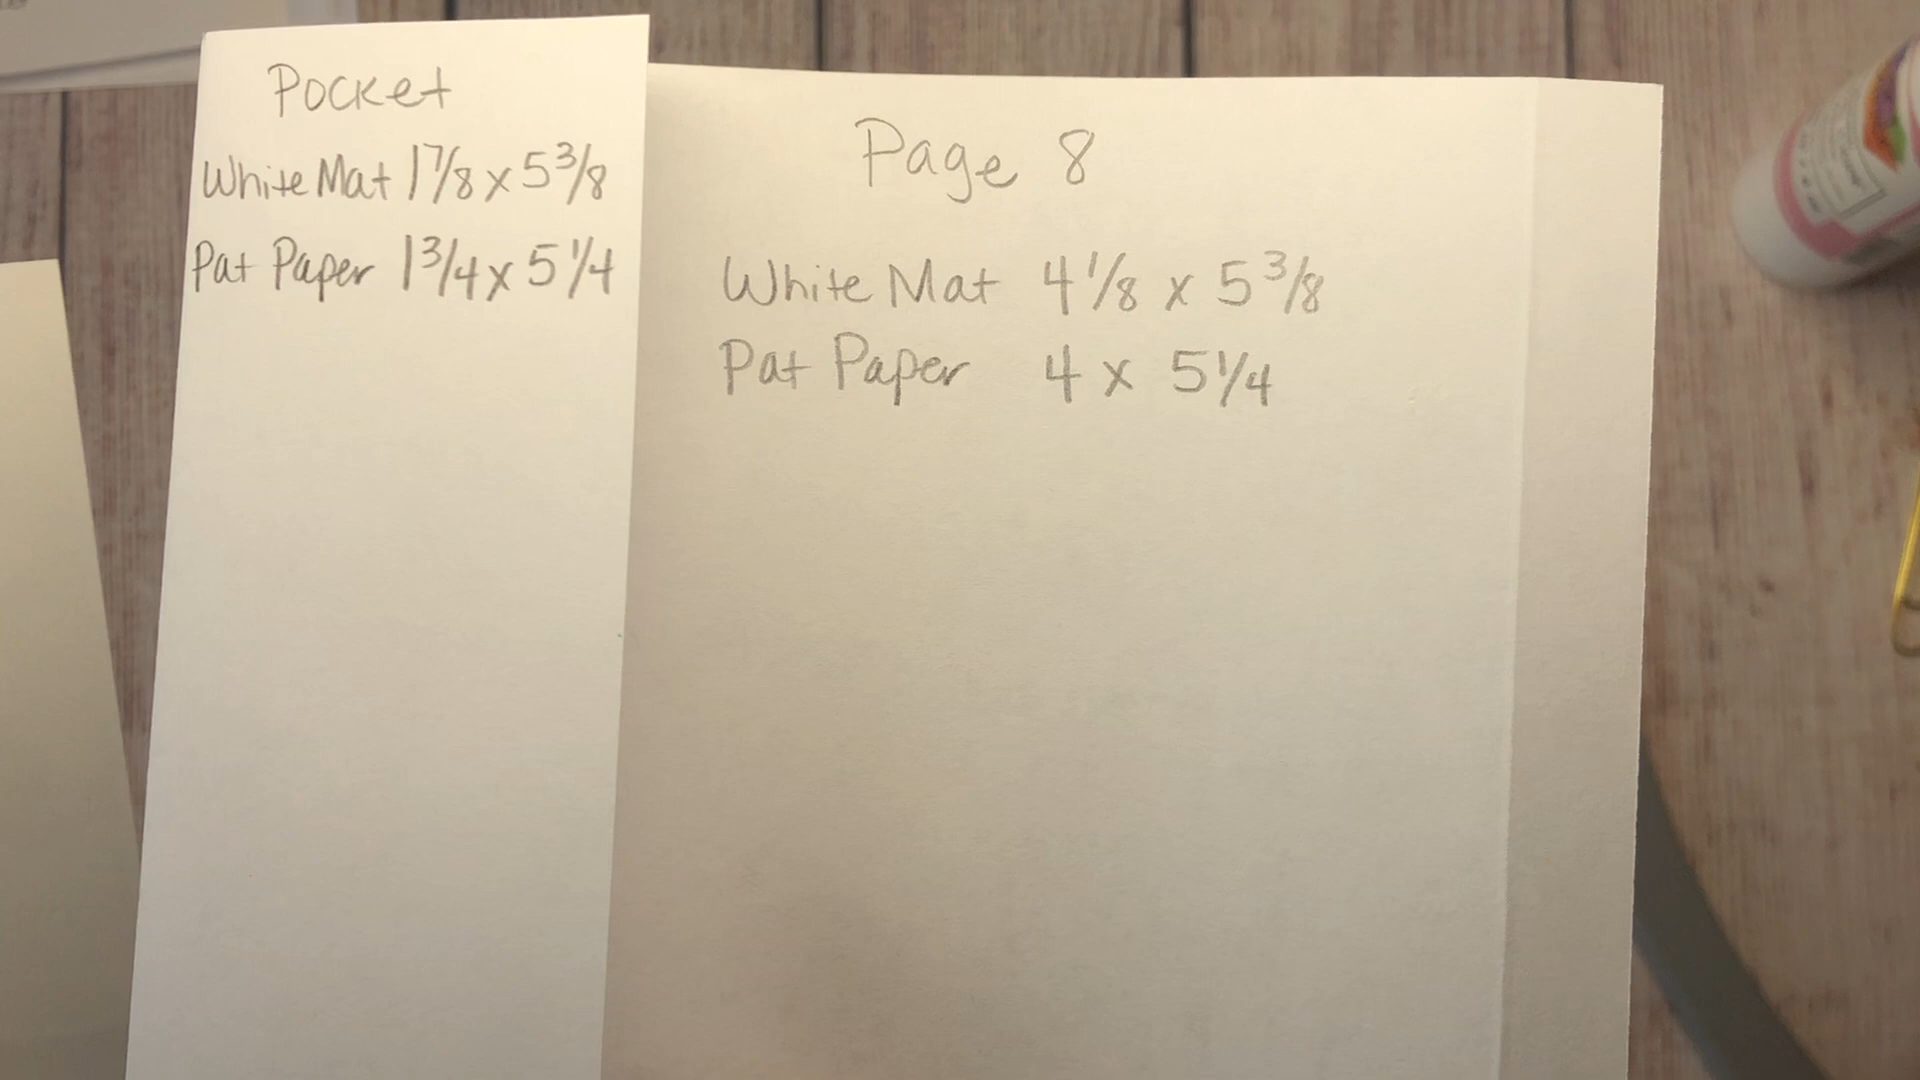 Pocket
White Mat 1 7/8 x 5 3/8
Pat Paper 1 3/4 x 5 1/4
Page 8
White Mat 4 1/8 x 5 3/8
Pat Paper 4 x 5 1/4